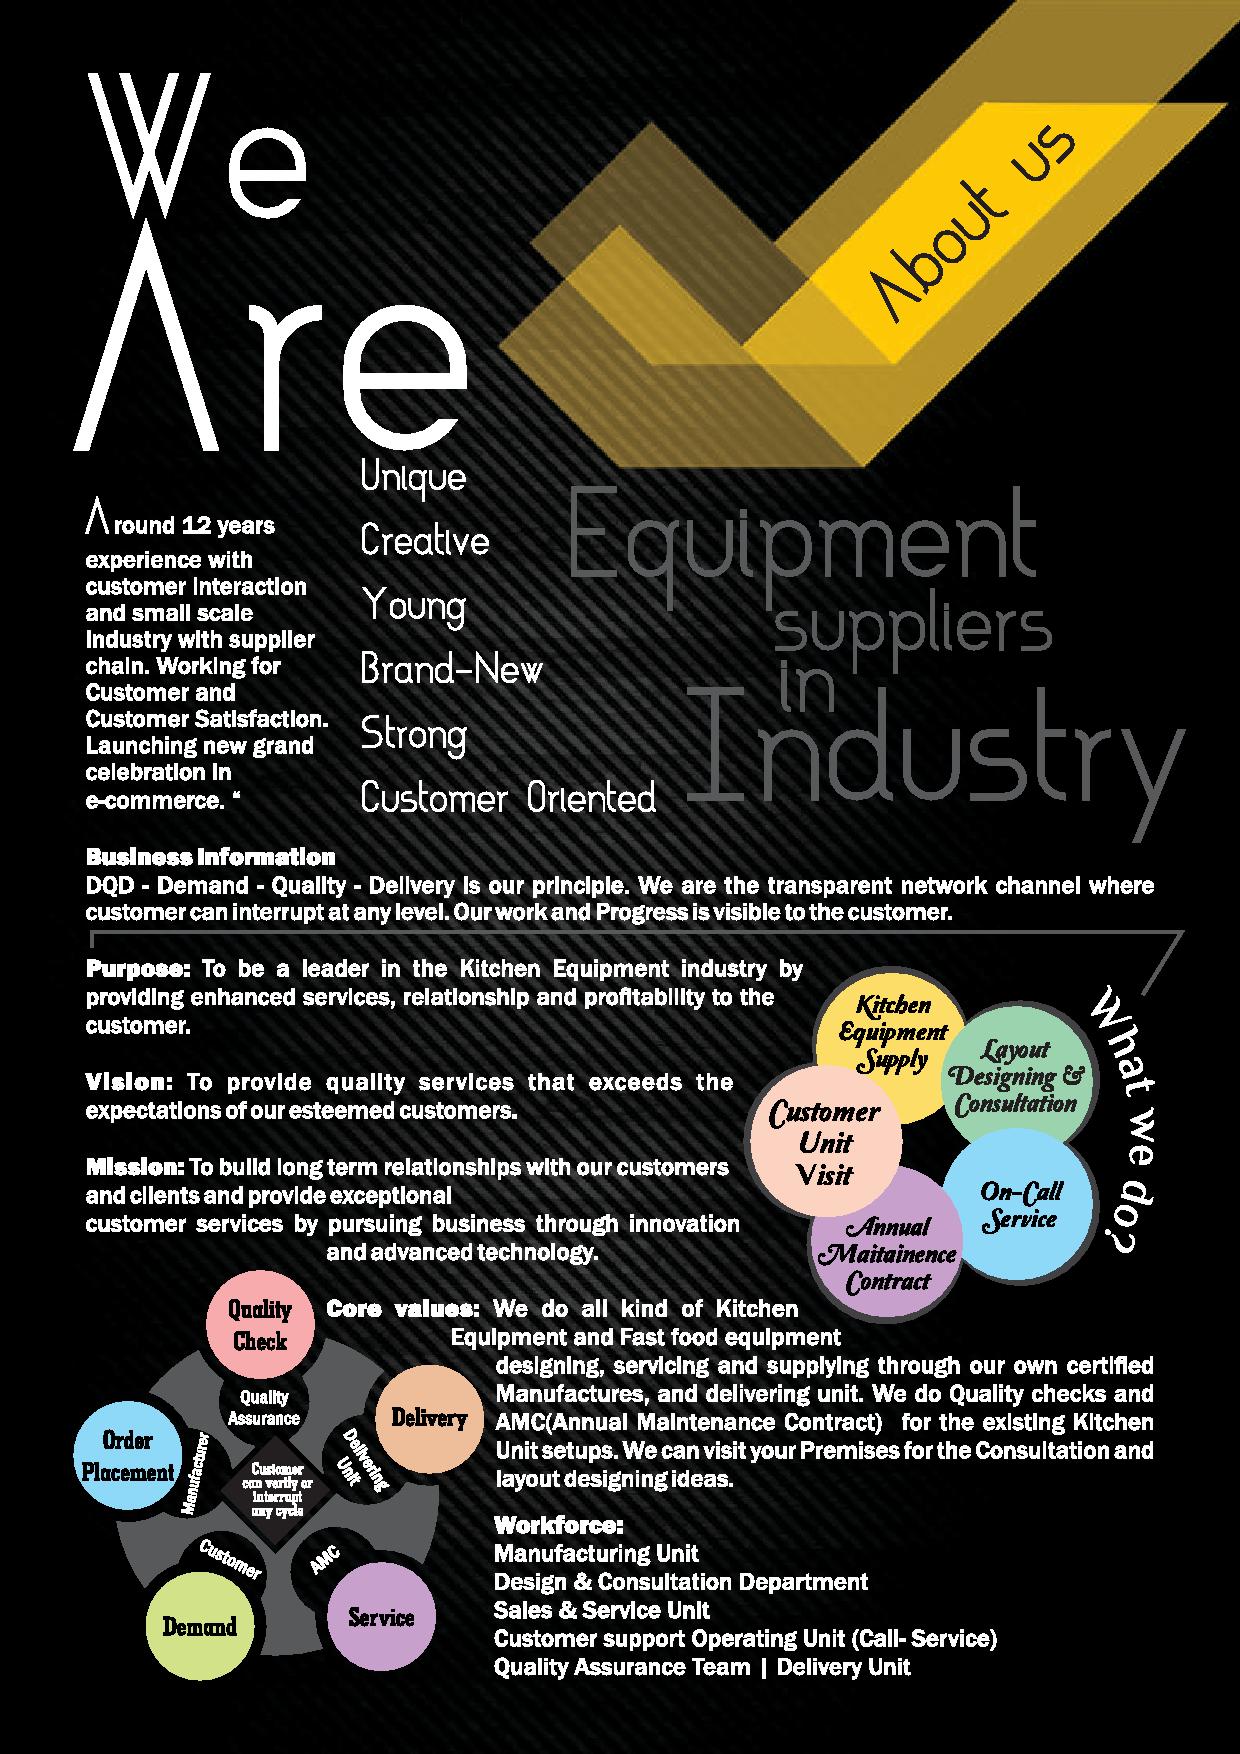 We
Are
About us
Unique
Creative
Young
Brand-New
Strong
Customer Oriented
Equipment
suppliers
in
Industry
Around 12 years
experience with
customer interaction
and small scale
industry with supplier
chain. Working for
Customer and
Customer Satisfaction.
Launching new grand
celebration in
e-commerce. “
Business Information
DQD - Demand - Quality - Delivery is our principle. We are the transparent network channel where
customer can interrupt at any level. Our work and Progress is visible to the customer.
Purpose: To be a leader in the Kitchen Equipment industry by
providing enhanced services, relationship and profitability to the
customer.
Vision: To provide quality services that exceeds the
expectations of our esteemed customers.
Mission: To build long term relationships with our customers
and clients and provide exceptional
customer services by pursuing business through innovation
and advanced technology.
What we do?
Kitchen
Equipment
Supply
Layout
Designing &
Consultation
Customer
Unit
Visit
On-Call
Service
Annual
Maitainence
Contract
Core values: We do all kind of Kitchen
Equipment and Fast food equipment
designing, servicing and supplying through our own certified
Manufactures, and delivering unit. We do Quality checks and
AMC(Annual Maintenance Contract) for the existing Kitchen
Unit setups. We can visit your Premises for the Consultation and
layout designing ideas.
Quality
Check
Quality
Assurance
Delivery
Delivering
Unit
Order
Placement
Manufacturer
Customer
can verfiy or
interrupt
any cycle
Customer
AMC
Demand
Service
Workforce:
Manufacturing Unit
Design & Consultation Department
Sales & Service Unit
Customer support Operating Unit (Call- Service)
Quality Assurance Team | Delivery Unit